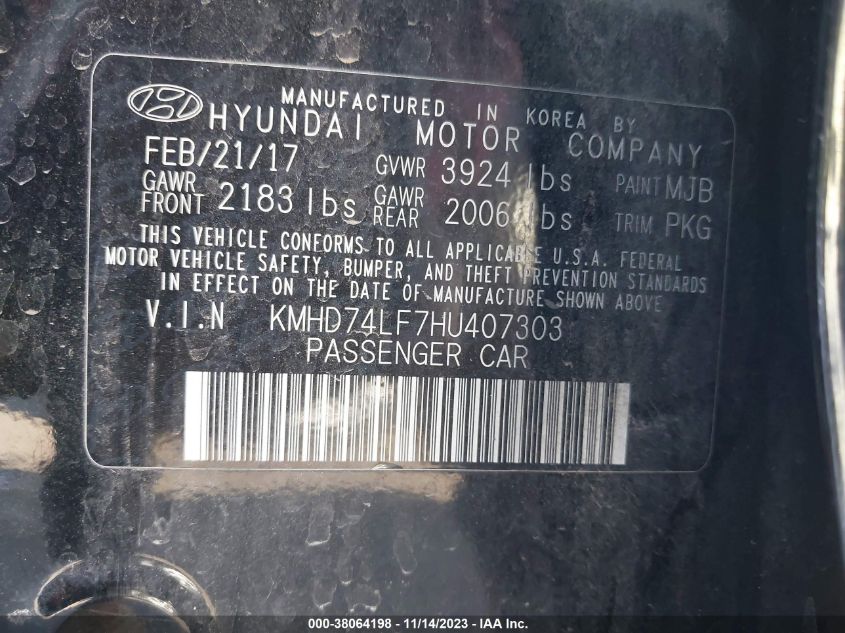 MANUFACTURED IN KOREA BY
HYUNDAI MOTOR COMPANY
FEB/21/17 GVWR 3924 lbs PAINT MJB
GAWR FRONT 2183 lbs GAWR REAR 2006 lbs TRIM PKG
THIS VEHICLE CONFORMS TO ALL APPLICABLE U.S.A. FEDERAL
MOTOR VEHICLE SAFETY, BUMPER, AND THEFT PREVENTION STANDARDS
IN EFFECT ON THE DATE OF MANUFACTURE SHOWN ABOVE
V.I.N KMHD74LF7HU407303
PASSENGER CAR
000-38064198 - 11/14/2023 - IAA Inc.